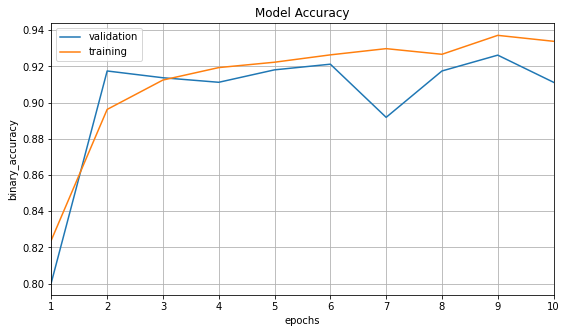 Model Accuracy
validation
training
binary_accuracy
0.94
0.92
0.90
0.88
0.86
0.84
0.82
0.80
1 2 3 4 5 6 7 8 9 10
epochs